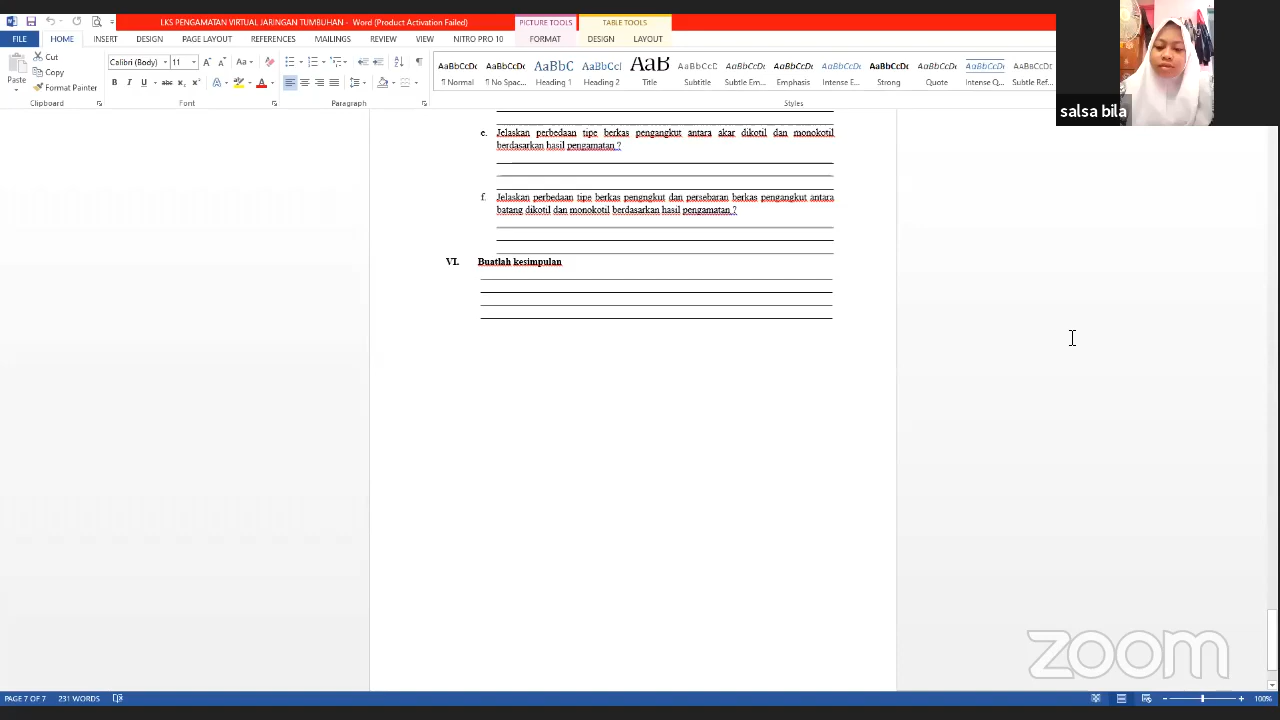 LKS PENGAMATAN VIRTUAL JARINGAN TUMBUHAN - Word (Product Activation Failed)
PICTURE TOOLS
TABLE TOOLS
FILE HOME INSERT DESIGN PAGE LAYOUT REFERENCES MAILINGS REVIEW VIEW NITRO PRO 10 FORMAT DESIGN LAYOUT
Paste
Cut
Copy
Format Painter
Clipboard
Calibri (Body) 11
Font
Paragraph
AaBbCcDc AaBbCcDc AaBbC AaBbCcl AaB AaBbCcD AaBbCcDc AaBbCcDc AaBbCcDc AaBbCcDc AaBbCcDc AaBbCcDc AaBbCcDc
¶ Normal ¶ No Spac... Heading 1 Heading 2 Title Subtitle Subtle Em... Emphasis Intense E... Strong Quote Intense Q... Subtle Ref...
Styles
salsa bila
e. Jelaskan perbedaan tipe berkas pengangkut antara akar dikotil dan monokotil
berdasarkan hasil pengamatan ?
f. Jelaskan perbedaan tipe berkas pengngkut dan persebaran berkas pengangkut antara
batang dikotil dan monokotil berdasarkan hasil pengamatan ?
VI. Buatlah kesimpulan
zoom
PAGE 7 OF 7 231 WORDS
100%